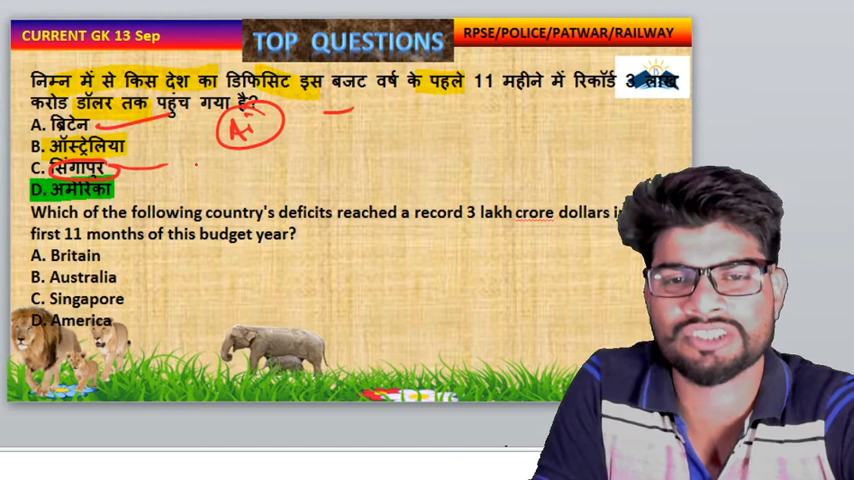 CURRENT GK 13 Sep
TOP QUESTIONS
RPSE/POLICE/PATWAR/RAILWAY
निम्न में से किस देश का डिफिसिट इस बजट वर्ष के पहले 11 महीने में रिकॉर्ड 3 लाख
करोड डॉलर तक पहुंच गया है?
A. ब्रिटेन
B. ऑस्ट्रेलिया
C. सिंगापुर
D. अमेरिका
Which of the following country's deficits reached a record 3 lakh crore dollars
first 11 months of this budget year?
A. Britain
B. Australia
C. Singapore
D. America